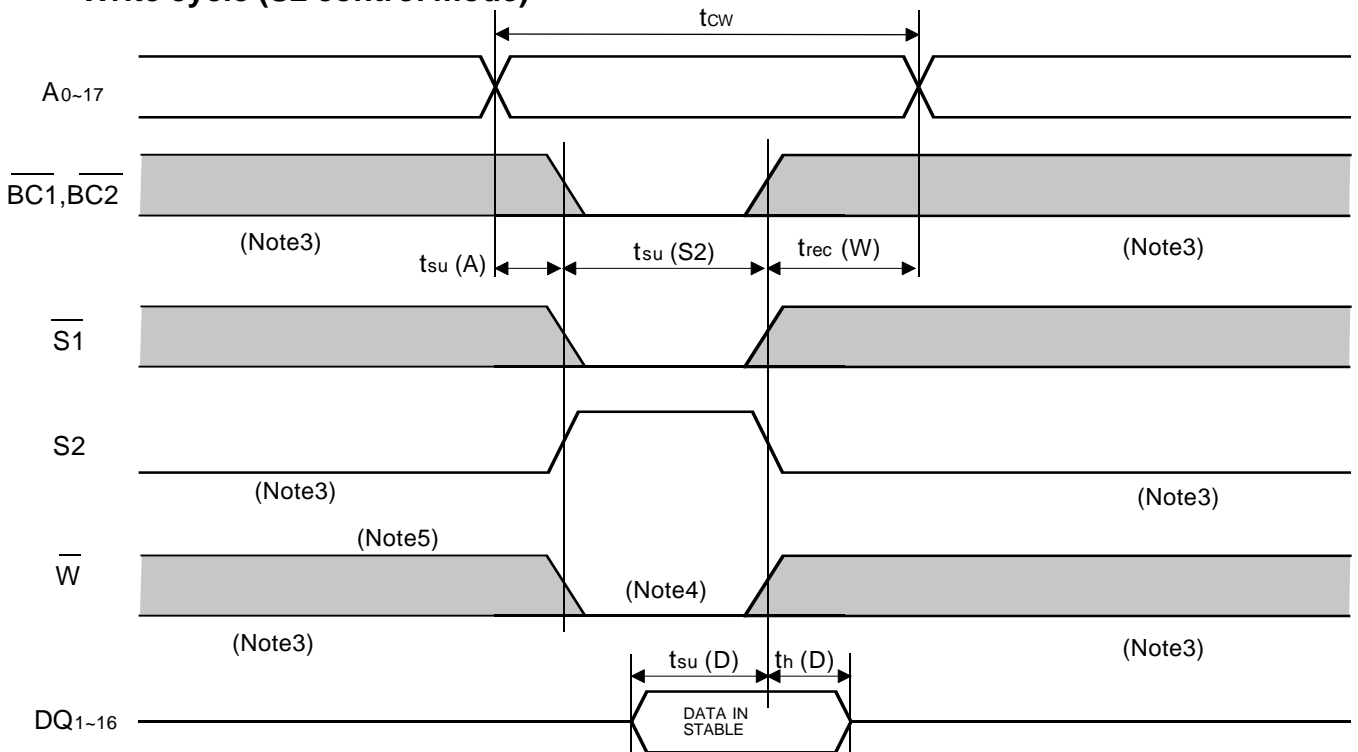 Write cycle (S2 control mode)
tCW
A0~17
BC1,BC2
(Note3)
tsu (A)
tsu (S2)
trec (W)
(Note3)
S1
S2
(Note3)
(Note3)
(Note5)
W
(Note4)
(Note3)
(Note3)
tsu (D)
th (D)
DQ1~16
DATA IN
STABLE